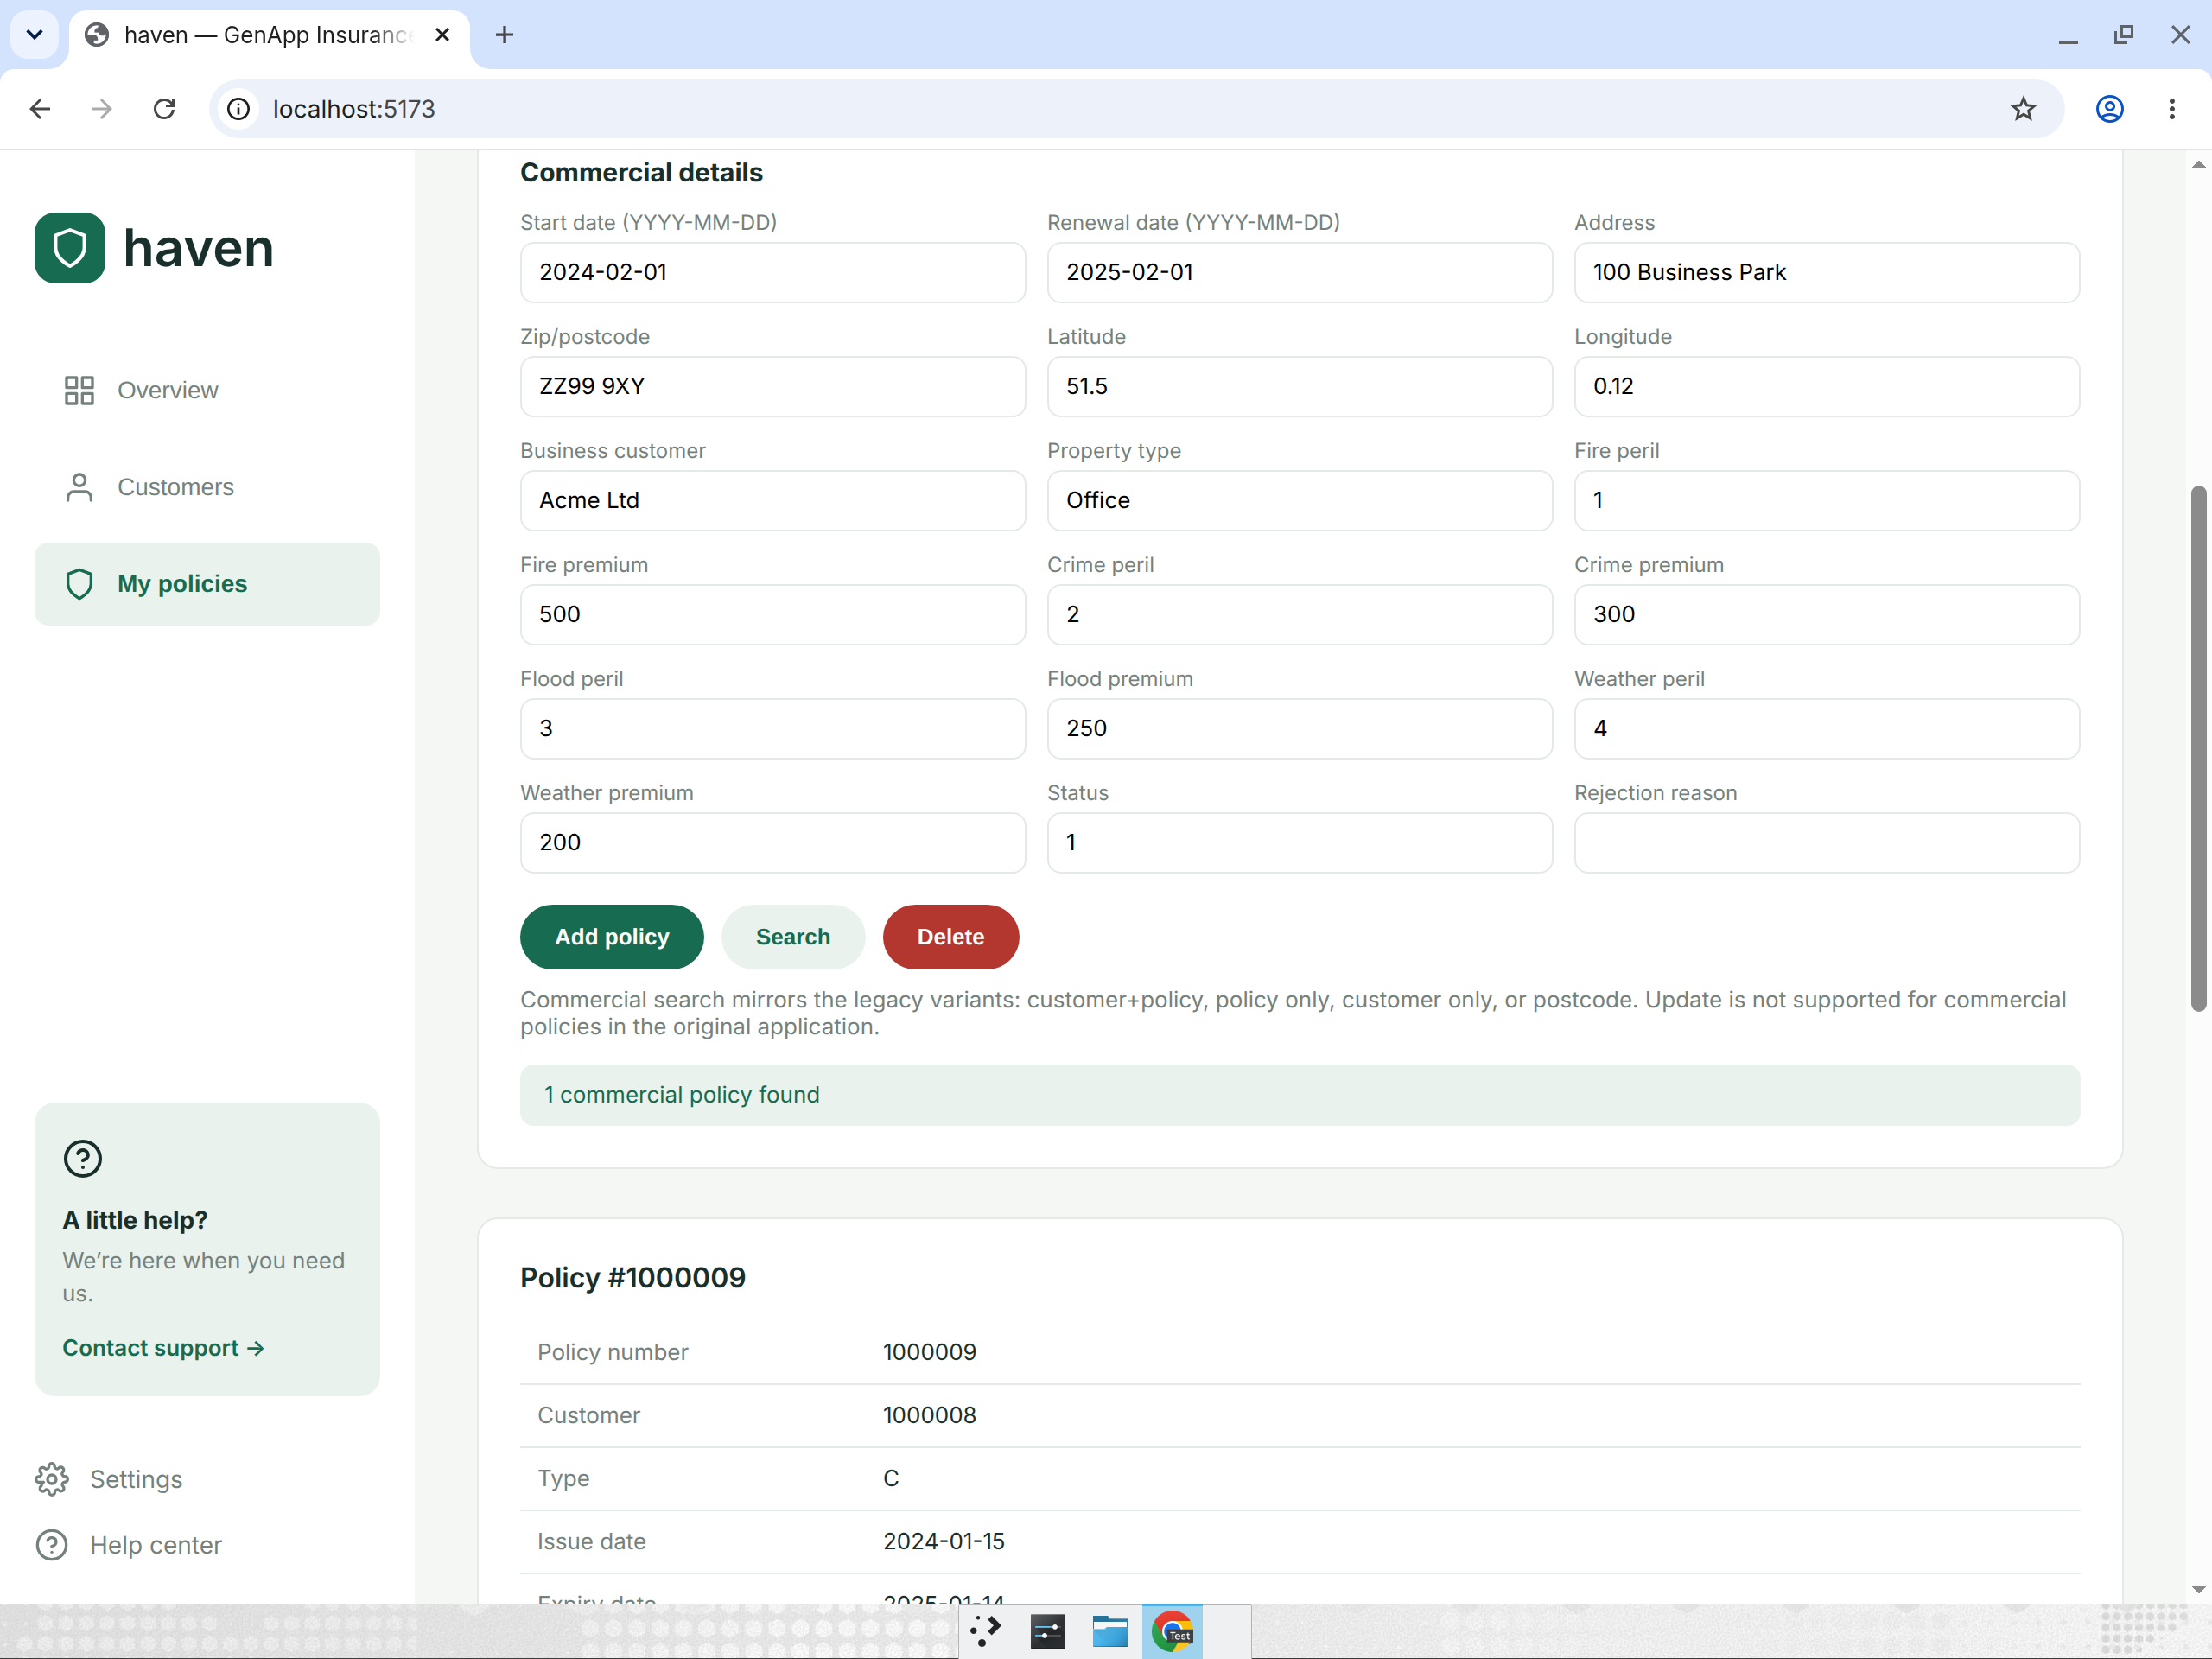 haven — GenApp Insuranc
localhost:5173
haven
Overview
Customers
My policies
A little help?
We're here when you need
us.
Contact support →
Settings
Help center
Commercial details
Start date (YYYY-MM-DD)
Renewal date (YYYY-MM-DD)
Address
2024-02-01
2025-02-01
100 Business Park
Zip/postcode
Latitude
Longitude
ZZ99 9XY
51.5
0.12
Business customer
Property type
Fire peril
Acme Ltd
Office
1
Fire premium
Crime peril
Crime premium
500
2
300
Flood peril
Flood premium
Weather peril
3
250
4
Weather premium
Status
Rejection reason
200
1
Add policy
Search
Delete
Commercial search mirrors the legacy variants: customer+policy, policy only, customer only, or postcode. Update is not supported for commercial
policies in the original application.
1 commercial policy found
Policy #1000009
Policy number
1000009
Customer
1000008
Type
C
Issue date
2024-01-15
Expiry date
2025-01-14
Test